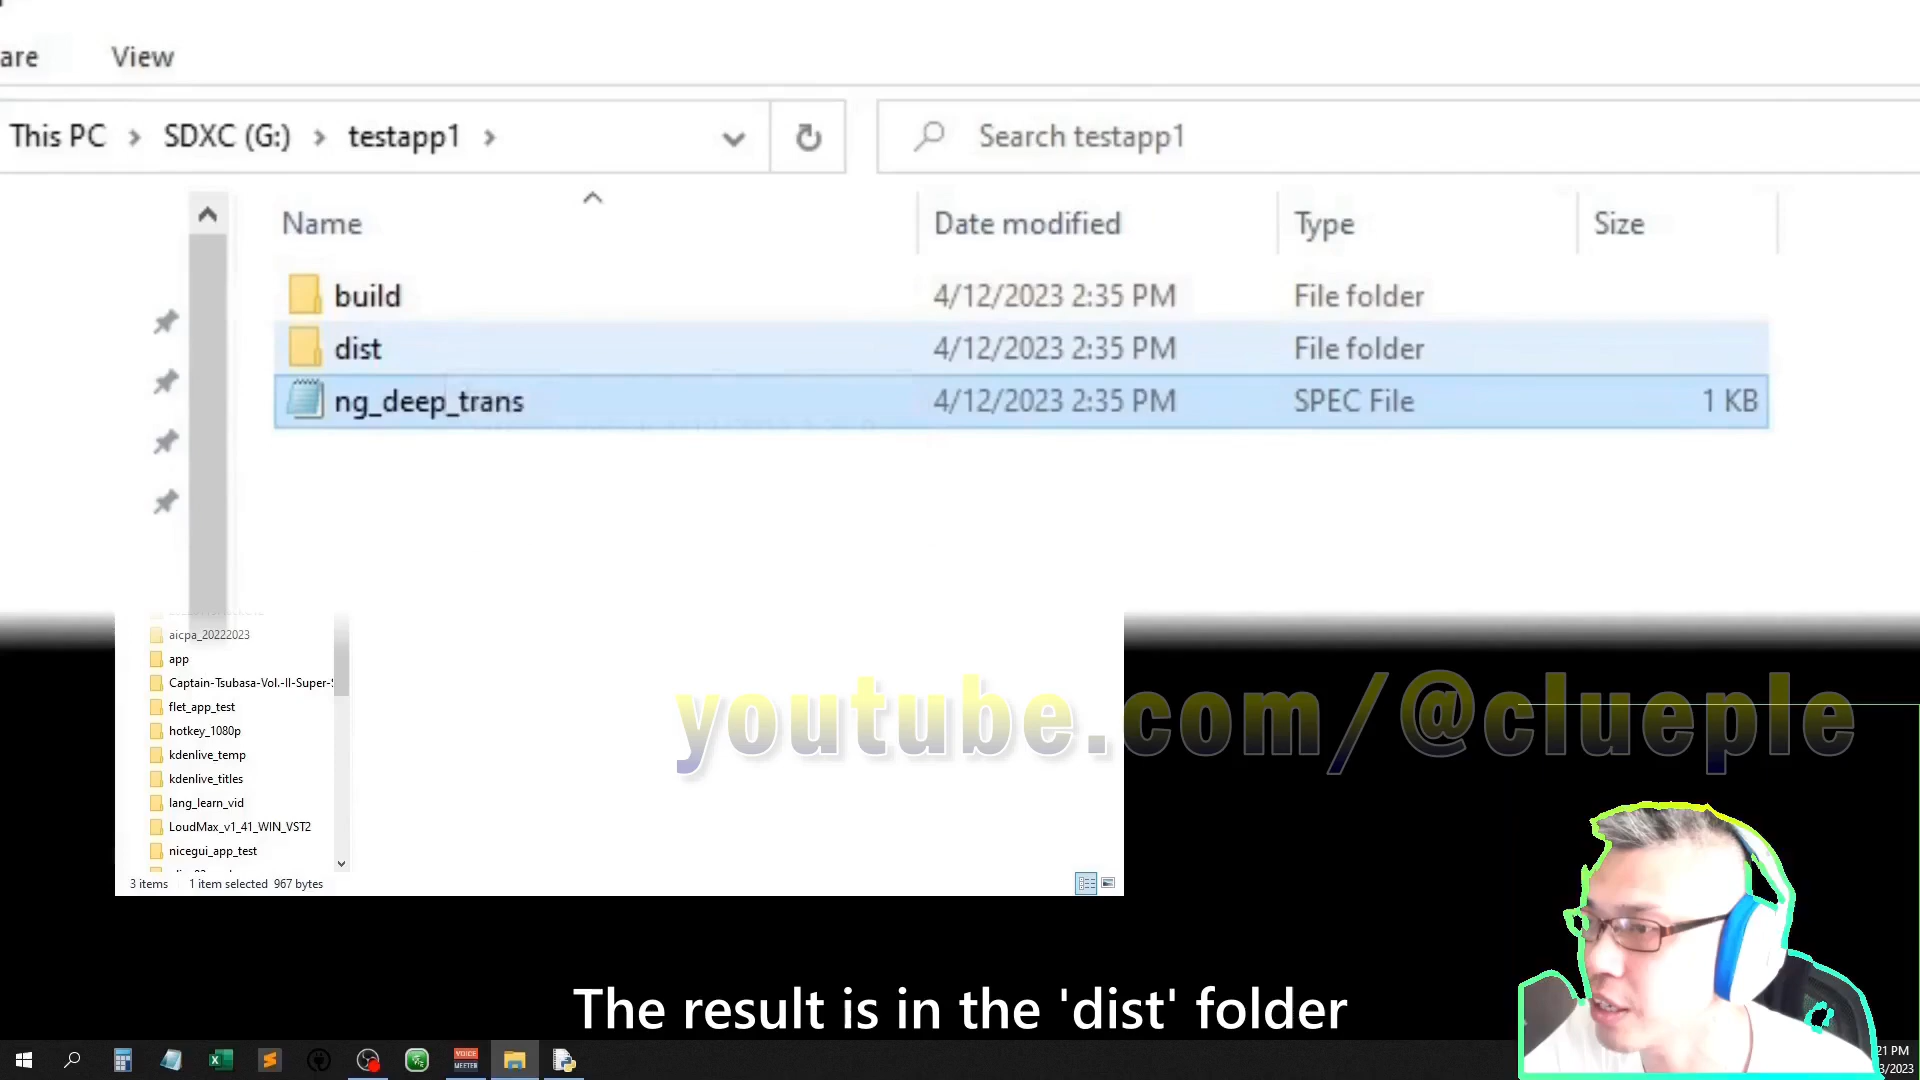 are View
This PC > SDXC (G:) > testapp1 >
Search testapp1
Name Date modified Type Size
build 4/12/2023 2:35 PM File folder
dist 4/12/2023 2:35 PM File folder
ng_deep_trans 4/12/2023 2:35 PM SPEC File 1 KB
aicpa_20222023
app
Captain-Tsubasa-Vol.-II-Super-
flet_app_test
hotkey_1080p
kdenlive_temp
kdenlive_titles
lang_learn_vid
LoudMax_v1_41_WIN_VST2
nicegui_app_test
3 items 1 item selected 967 bytes
youtube.com/@clueple
The result is in the 'dist' folder
VOICE
MEETER
21 PM
3/2023